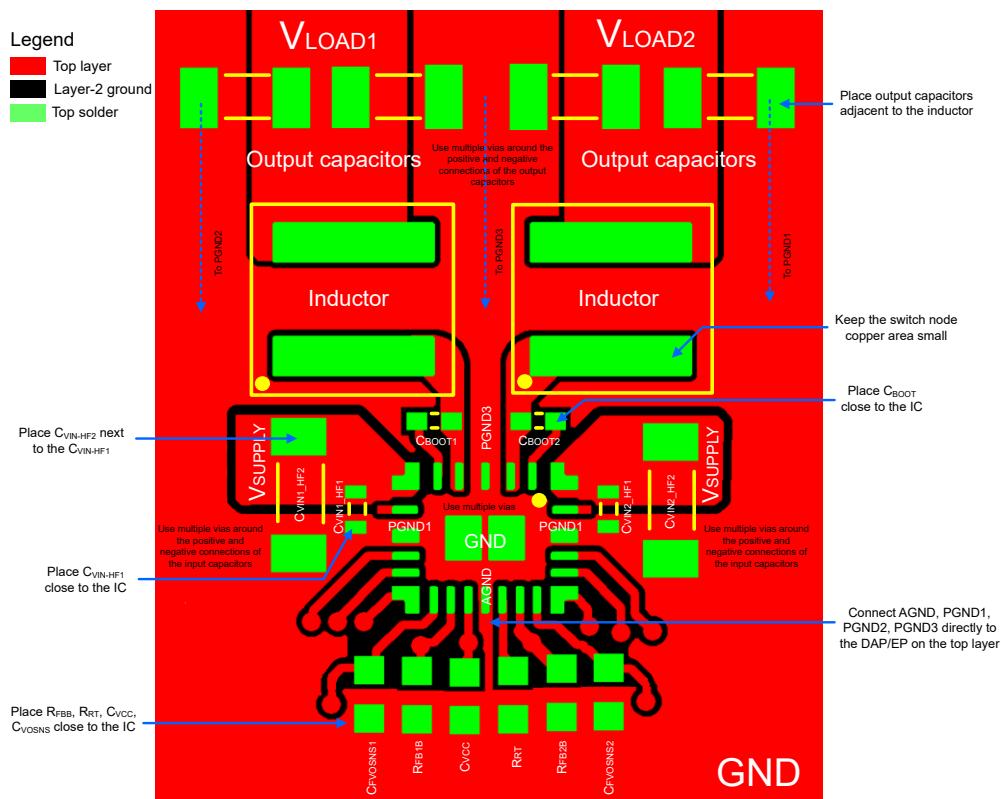 Legend
Top layer
Layer-2 ground
Top solder
VLOAD1
VLOAD2
Place output capacitors
adjacent to the inductor
Output capacitors
Use multiple vias around the
positive and negative
connections of the output
capacitors
Output capacitors
To PGND2
To PGND3
To PGND1
Inductor
Inductor
Keep the switch node
copper area small
Place CBOOT
close to the IC
PGND3
CBOOT1
CBOOT2
Place CVIN-HF2 next
to the CVIN-HF1
VSUPPLY
CVIN1_HF2
CVIN1_HF1
CVIN2_HF1
CVIN2_HF2
VSUPPLY
Use multiple vias
PGND1
PGND1
Use multiple vias around
the positive and
negative connections of
the input capacitors
GND
Use multiple vias around
the positive and
negative connections of
the input capacitors
Place CVIN-HF1
close to the IC
AGND
Connect AGND, PGND1,
PGND2, PGND3 directly to
the DAP/EP on the top layer
Place RFBB, RRT, CVCC,
CVOSNS close to the IC
CFVOSNS1
RFB1B
CVCC
RRT
RFB2B
CFVOSNS2
GND